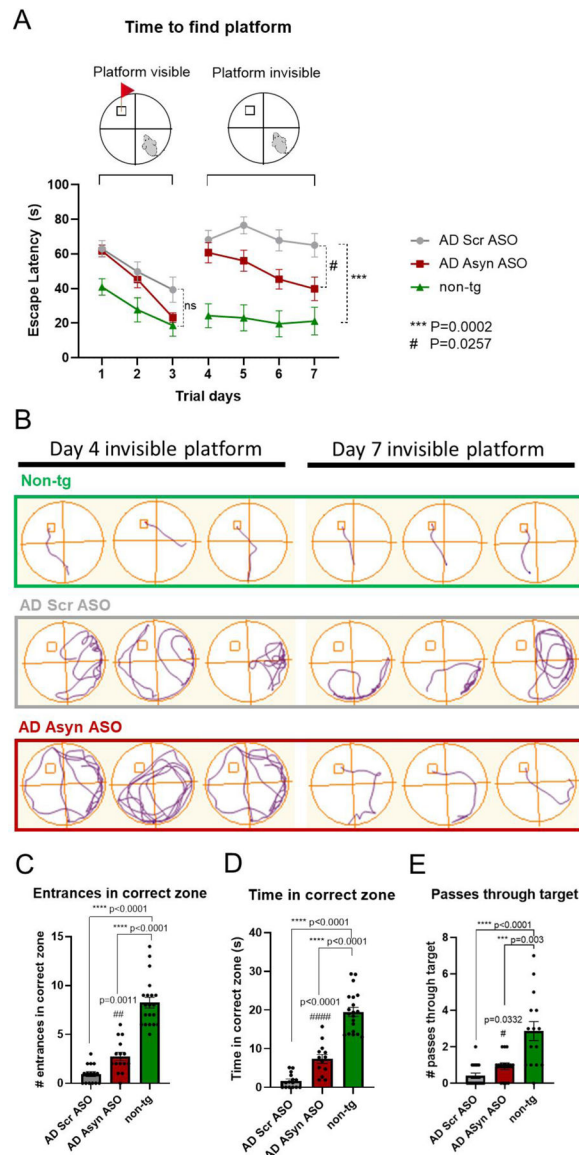 A
Time to find platform
Platform visible
Platform invisible
Escape Latency (s)
100
80
60
40
20
0
ns
#
***
1 2 3 4 5 6 7
Trial days
AD Scr ASO
AD Asyn ASO
non-tg
*** P=0.0002
# P=0.0257
B
Day 4 invisible platform
Day 7 invisible platform
Non-tg
AD Scr ASO
AD Asyn ASO
C
Entrances in correct zone
**** p<0.0001
**** p<0.0001
p=0.0011
##
# entrances in correct zone
15
10
5
0
AD Scr ASO
AD ASyn ASO
non-tg
D
Time in correct zone
**** p<0.0001
**** p<0.0001
p<0.0001
####
Time in correct zone (s)
40
30
20
10
0
AD Scr ASO
AD ASyn ASO
non-tg
E
Passes through target
**** p<0.0001
*** p=0.003
p=0.0332
#
# passes through target
8
6
4
2
0
AD Scr ASO
AD ASyn ASO
non-tg